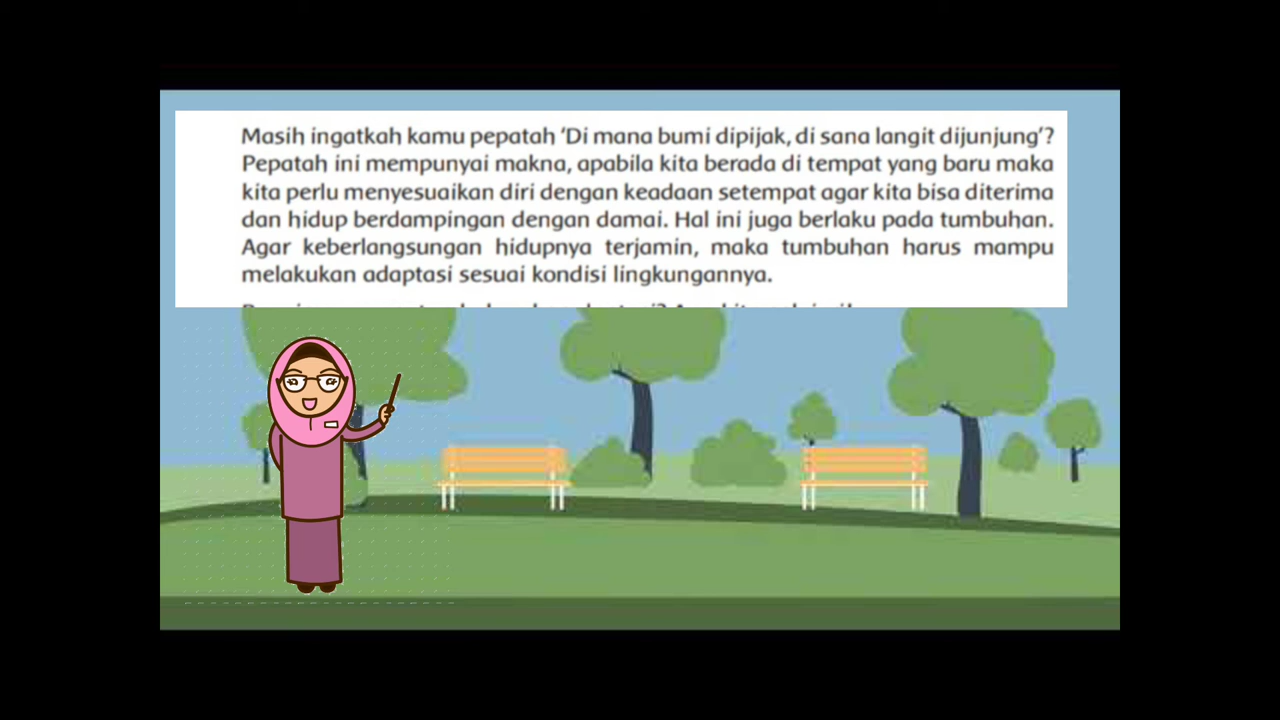 Masih ingatkah kamu pepatah 'Di mana bumi dipijak, di sana langit dijunjung'?
Pepatah ini mempunyai makna, apabila kita berada di tempat yang baru maka
kita perlu menyesuaikan diri dengan keadaan setempat agar kita bisa diterima
dan hidup berdampingan dengan damai. Hal ini juga berlaku pada tumbuhan.
Agar keberlangsungan hidupnya terjamin, maka tumbuhan harus mampu
melakukan adaptasi sesuai kondisi lingkungannya.